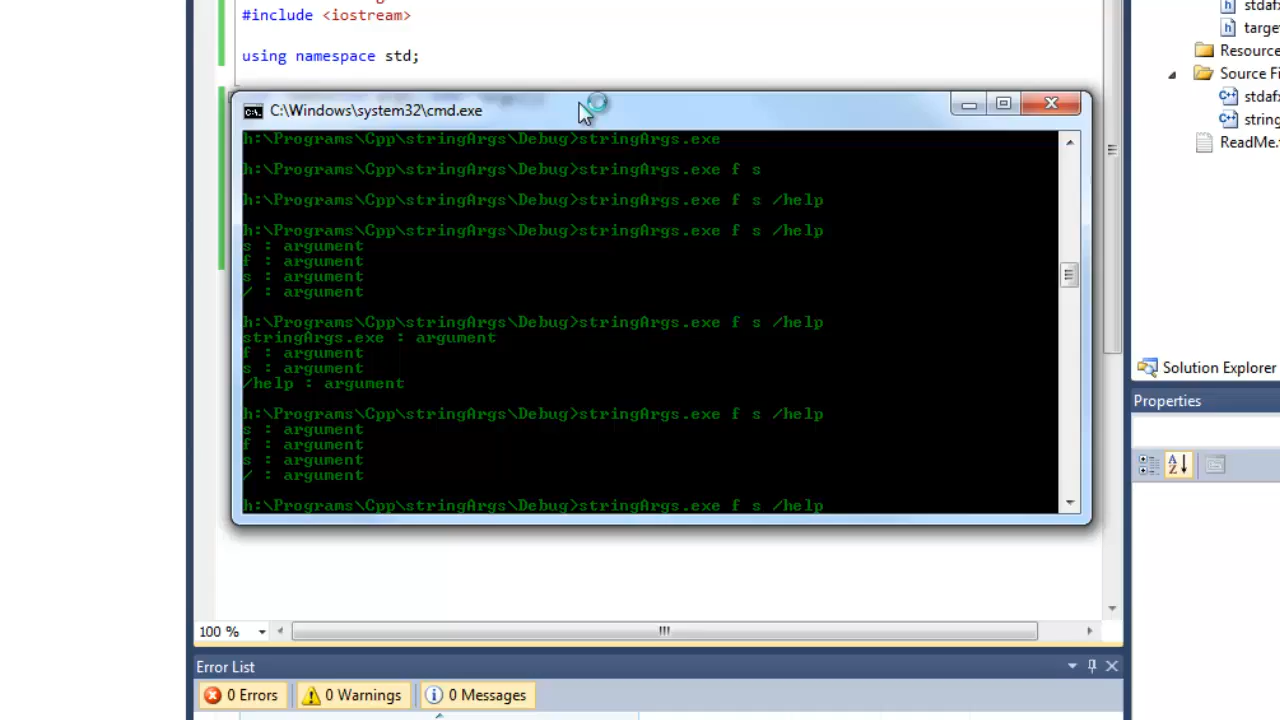 #include <iostream>
using namespace std;
C:\Windows\system32\cmd.exe
h:\Programs\Cpp\stringArgs\Debug>stringArgs.exe
h:\Programs\Cpp\stringArgs\Debug>stringArgs.exe f s
h:\Programs\Cpp\stringArgs\Debug>stringArgs.exe f s /help
h:\Programs\Cpp\stringArgs\Debug>stringArgs.exe f s /help
s : argument
f : argument
s : argument
/ : argument
h:\Programs\Cpp\stringArgs\Debug>stringArgs.exe f s /help
stringArgs.exe : argument
f : argument
s : argument
/help : argument
h:\Programs\Cpp\stringArgs\Debug>stringArgs.exe f s /help
s : argument
f : argument
s : argument
/ : argument
h:\Programs\Cpp\stringArgs\Debug>stringArgs.exe f s /help
100 %
Error List
0 Errors
0 Warnings
0 Messages
stdaf
targe
Resource
Source Fi
stdaf
string
ReadMe.
Solution Explorer
Properties